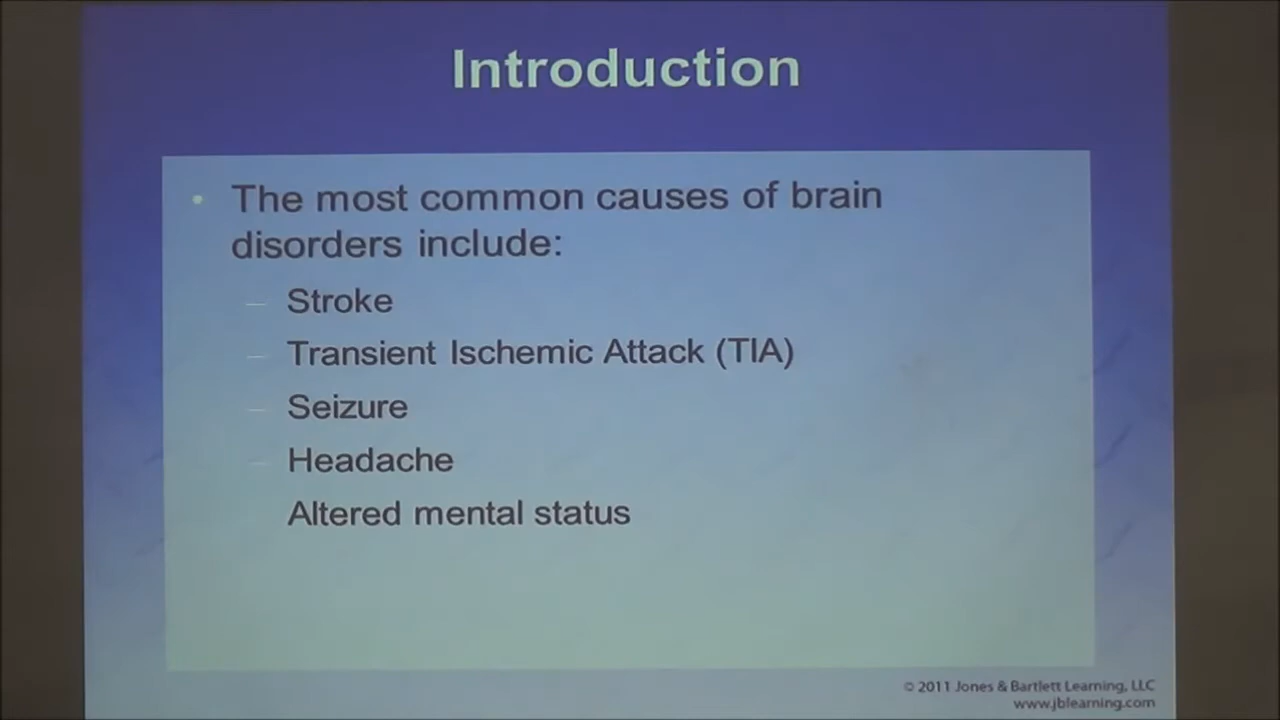 Introduction
• The most common causes of brain
disorders include:
– Stroke
– Transient Ischemic Attack (TIA)
– Seizure
– Headache
Altered mental status
© 2011 Jones & Bartlett Learning, LLC
www.jblearning.com